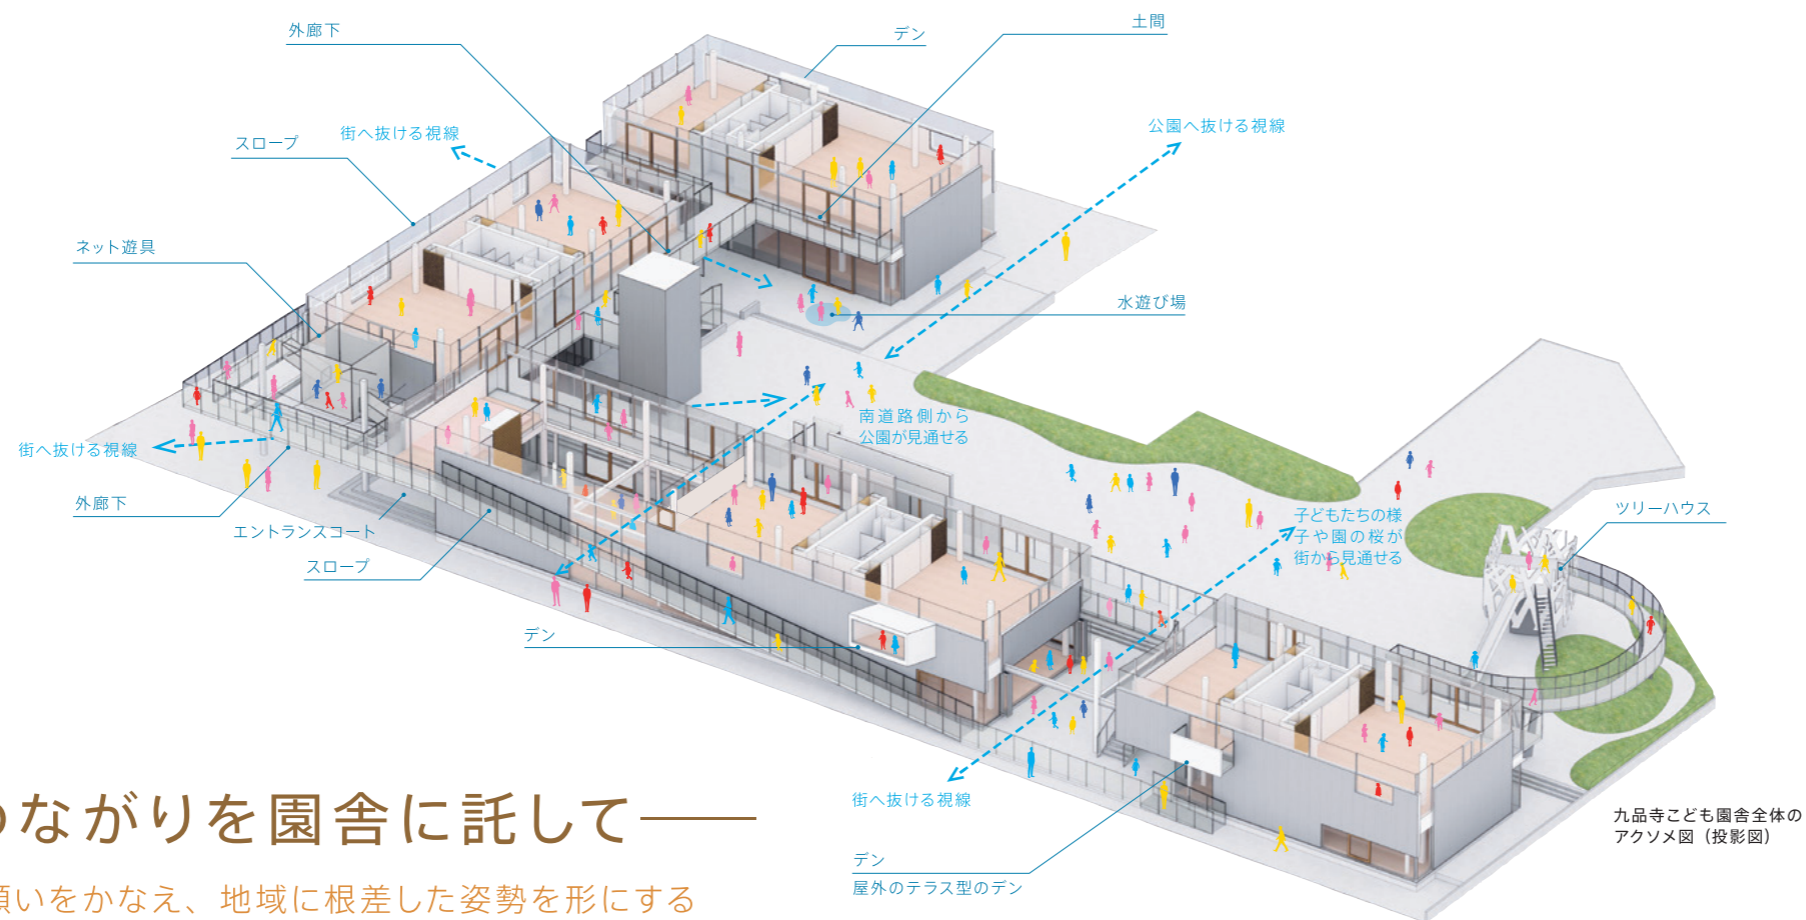 外廊下
デン
土間
スロープ
街へ抜ける視線
公園へ抜ける視線
ネット遊具
水遊び場
南道路側から
公園が見通せる
街へ抜ける視線
外廊下
エントランスコート
スロープ
子どもたちの様
子や園の桜が
街から見通せる
ツリーハウス
デン
街へ抜ける視線
デン
屋外のテラス型のデン
九品寺こども園舎全体の
アクソメ図（投影図）
ながりを園舎に託して——
願いをかなえ、地域に根差した姿勢を形にする